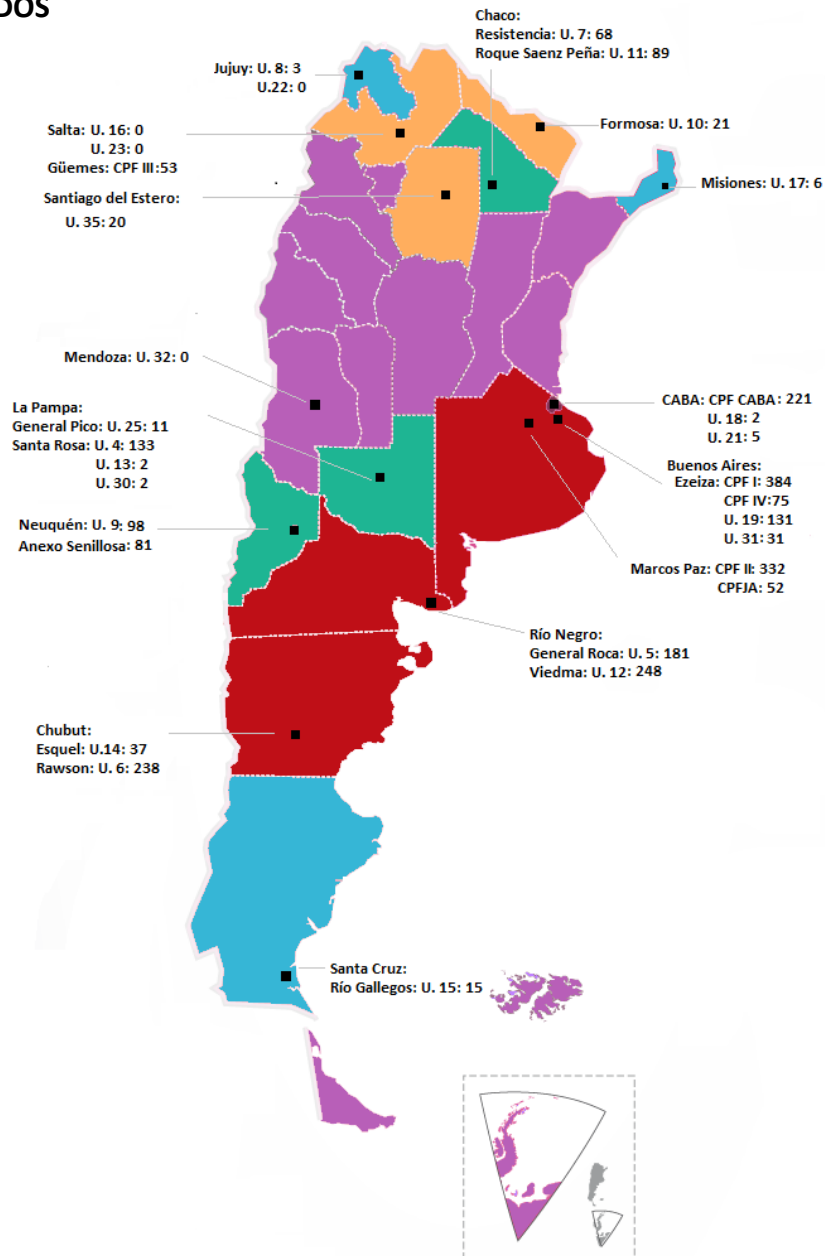 DOS
Chaco:
Resistencia: U. 7: 68
Roque Saenz Peña: U. 11: 89
Jujuy: U. 8: 3
U.22: 0
Salta: U. 16: 0
U. 23: 0
Güemes: CPF III:53
Formosa: U. 10: 21
Misiones: U. 17: 6
Santiago del Estero:
U. 35: 20
Mendoza: U. 32: 0
La Pampa:
General Pico: U. 25: 11
Santa Rosa: U. 4: 133
U. 13: 2
U. 30: 2
CABA: CPF CABA: 221
U. 18: 2
U. 21: 5
Buenos Aires:
Ezeiza: CPF I: 384
CPF IV:75
U. 19: 131
U. 31: 31
Neuquén: U. 9: 98
Anexo Senillosa: 81
Marcos Paz: CPF II: 332
CPFJA: 52
Río Negro:
General Roca: U. 5: 181
Viedma: U. 12: 248
Chubut:
Esquel: U.14: 37
Rawson: U. 6: 238
Santa Cruz:
Río Gallegos: U. 15: 15